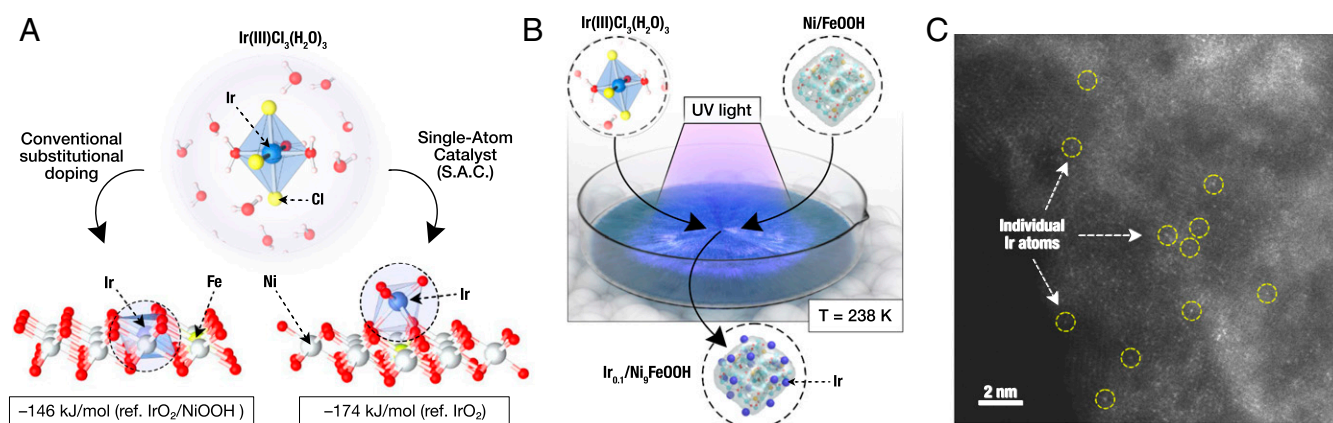 A
Ir(III)Cl₃(H₂O)₃
Ir
Conventional
substitutional
doping
Single-Atom
Catalyst
(S.A.C.)
Cl
Ir
Fe
Ni
Ir
–146 kJ/mol (ref. IrO₂/NiOOH )
–174 kJ/mol (ref. IrO₂)
B
Ir(III)Cl₃(H₂O)₃
Ni/FeOOH
UV light
T = 238 K
Ir₀.₁/Ni₉FeOOH
Ir
C
Individual
Ir atoms
2 nm